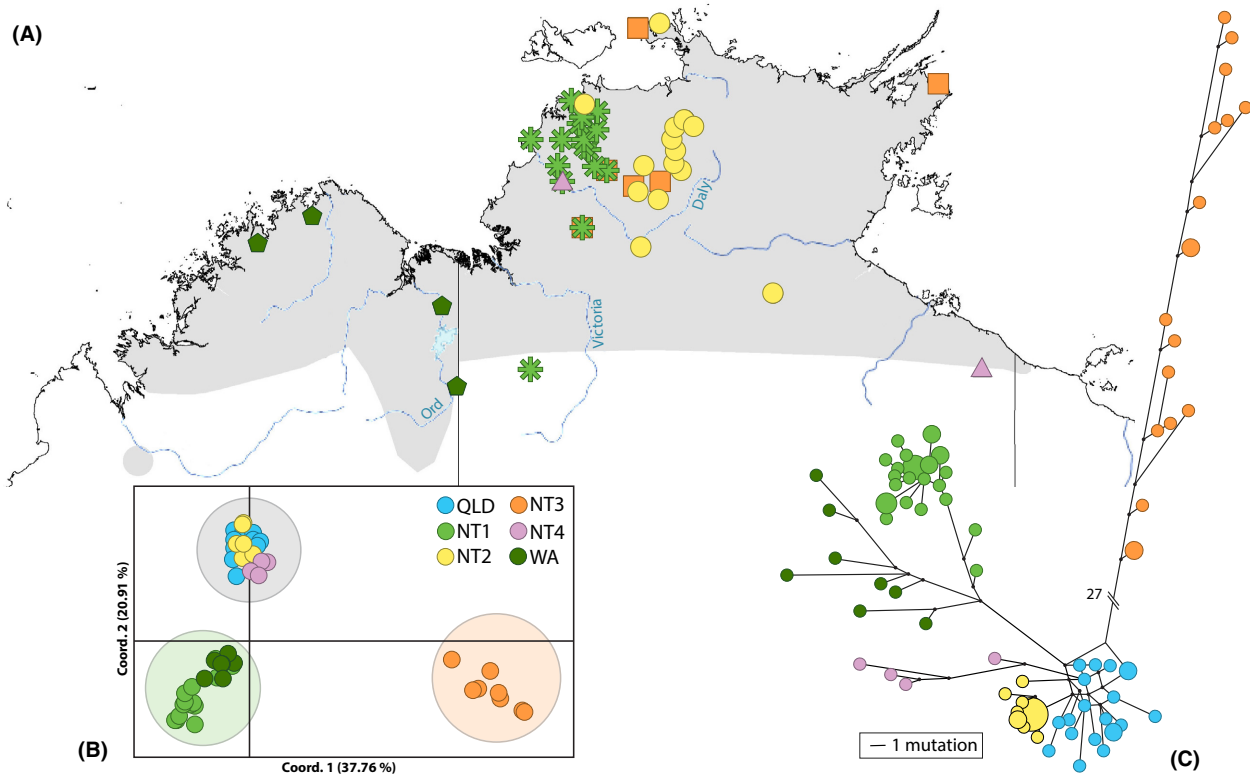 (A)
Daly
Victoria
Ord
QLD
NT3
NT1
NT4
NT2
WA
Coord. 2 (20.91 %)
Coord. 1 (37.76 %)
(B)
27
1 mutation
(C)